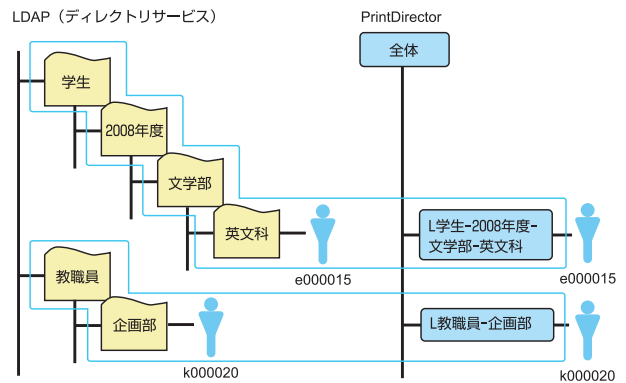 LDAP（ディレクトリサービス）
PrintDirector
全体
学生
2008年度
文学部
英文科
e000015
L学生-2008年度-
文学部-英文科
e000015
教職員
企画部
k000020
L教職員-企画部
k000020